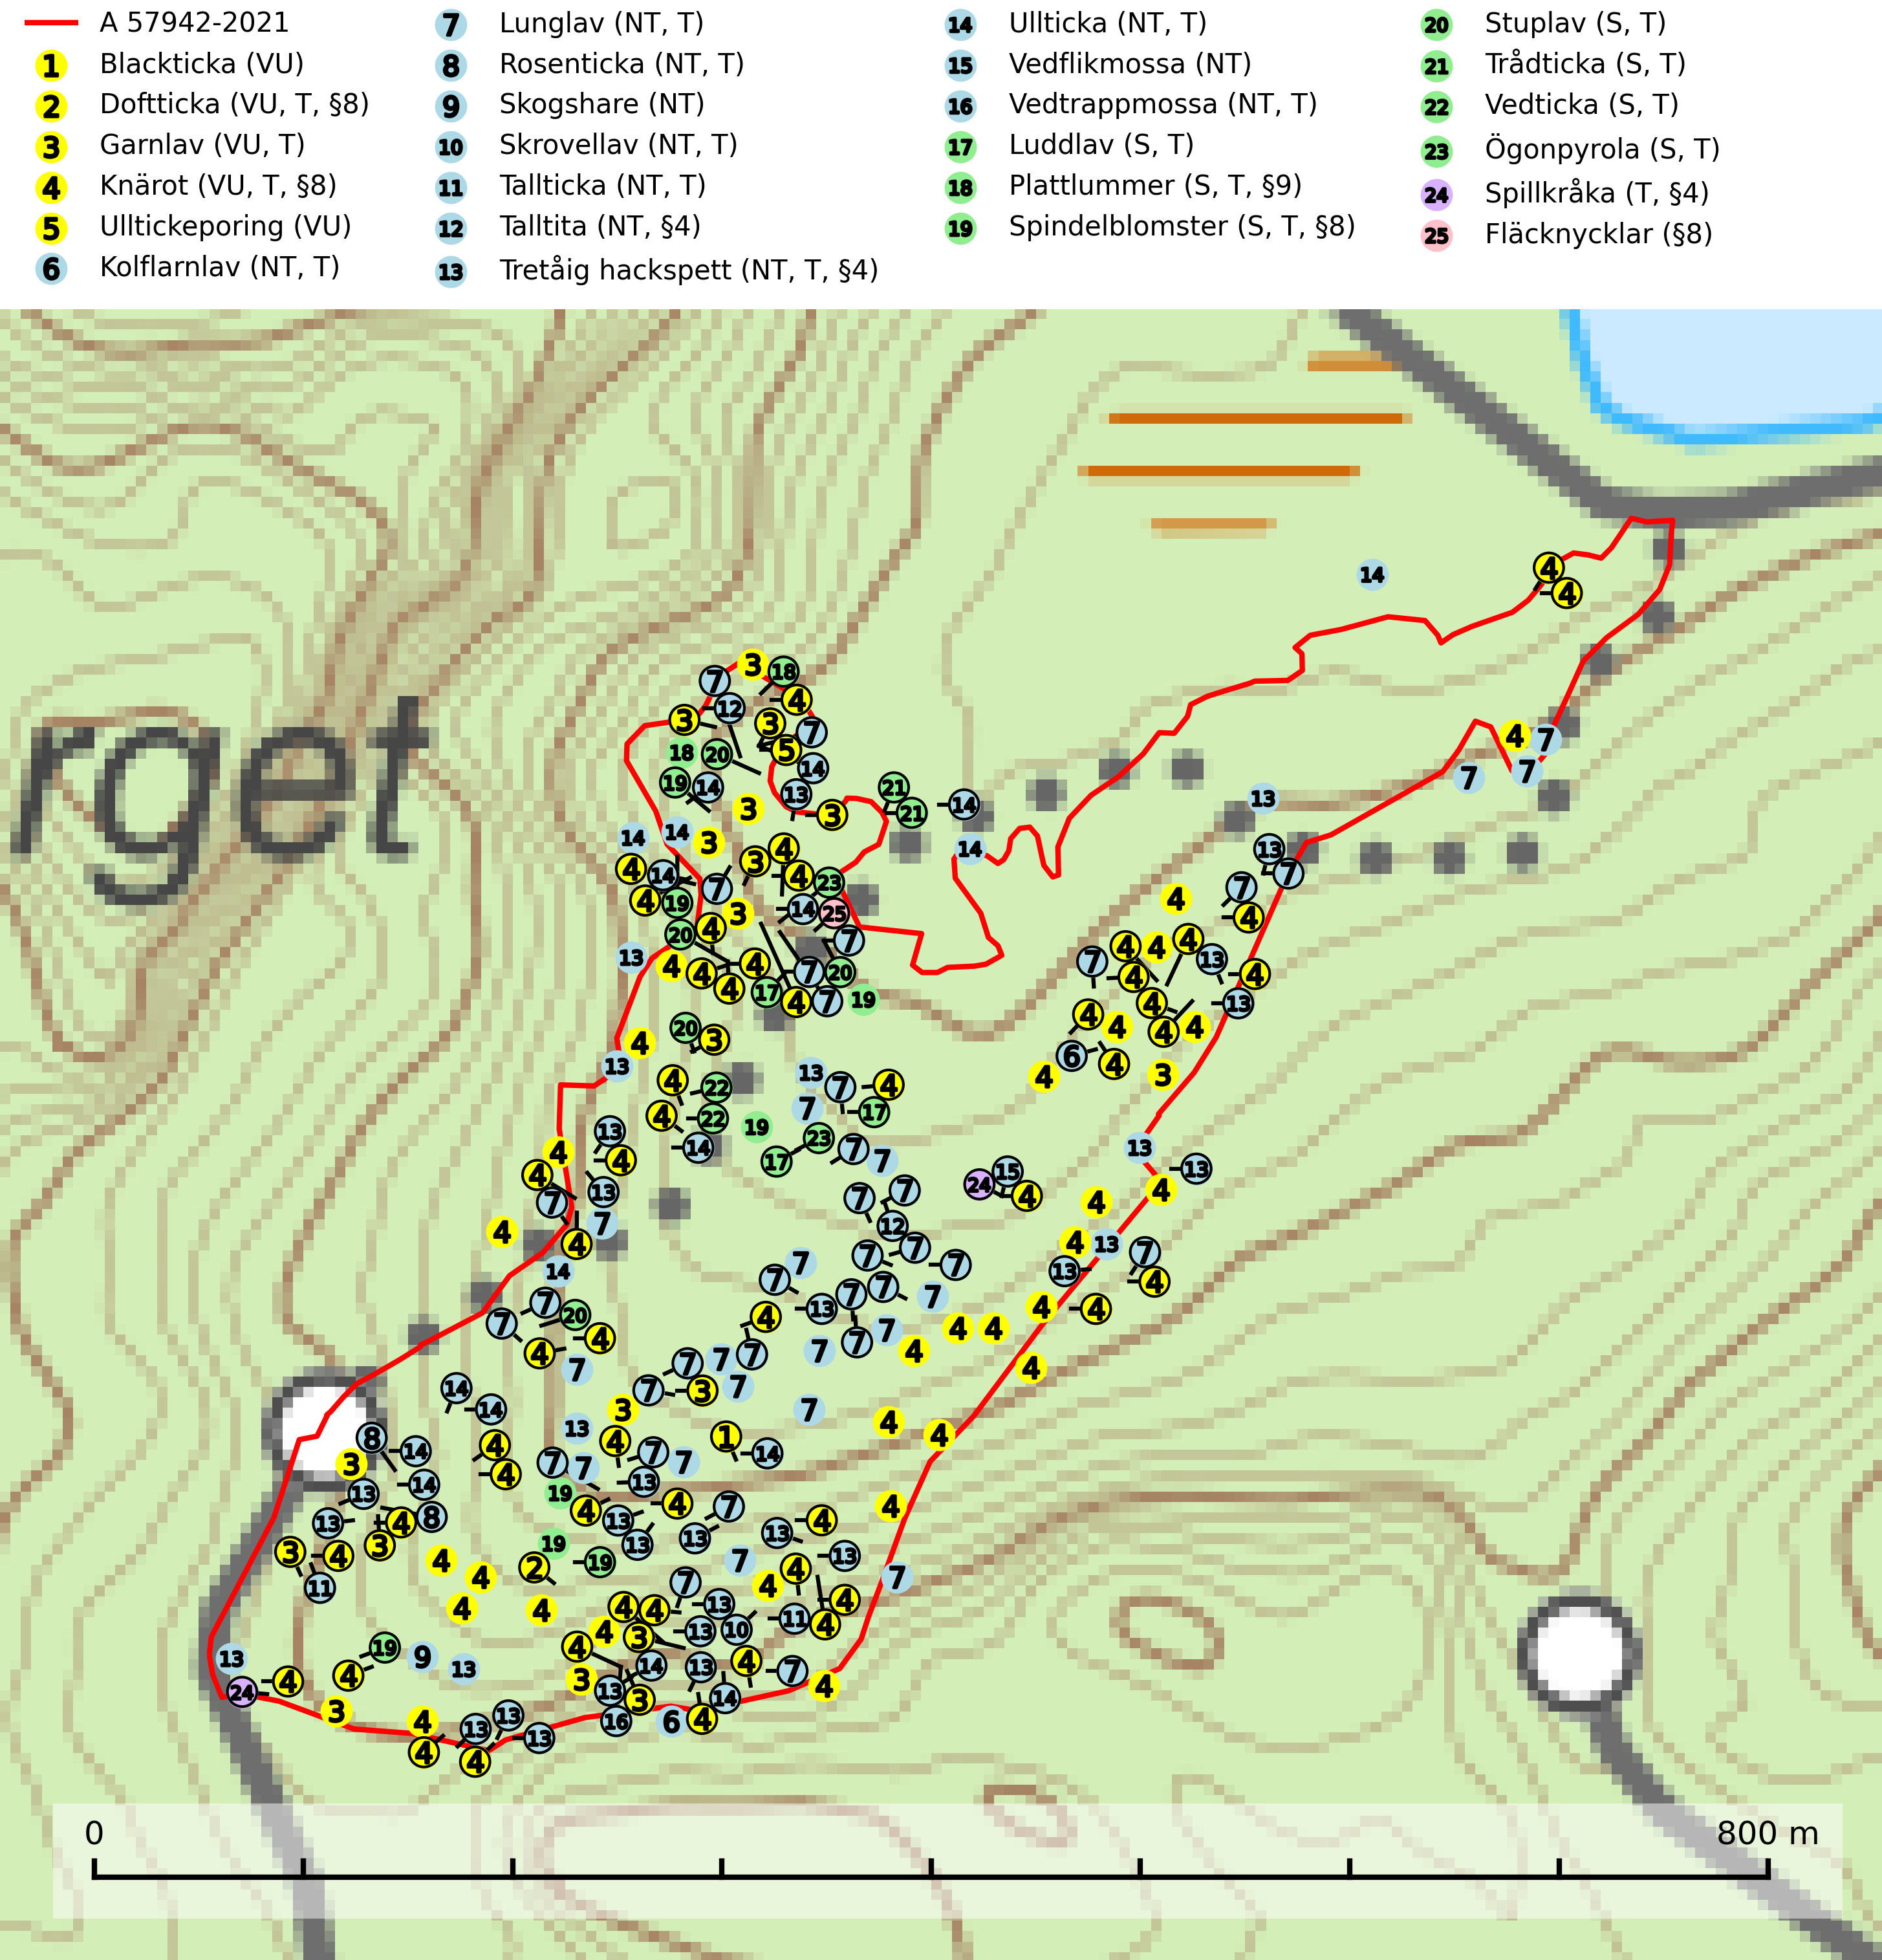 A 57942-2021
1 Blackticka (VU)
2 Doftticka (VU, T, §8)
3 Garnlav (VU, T)
4 Knärot (VU, T, §8)
5 Ulltickeporing (VU)
6 Kolflarnlav (NT, T)
7 Lunglav (NT, T)
8 Rosenticka (NT, T)
9 Skogshare (NT)
10 Skrovellav (NT, T)
11 Tallticka (NT, T)
12 Talltita (NT, §4)
13 Tretåig hackspett (NT, T, §4)
14 Ullticka (NT, T)
15 Vedflikmossa (NT)
16 Vedtrappmossa (NT, T)
17 Luddlav (S, T)
18 Plattlummer (S, T, §9)
19 Spindelblomster (S, T, §8)
20 Stuplav (S, T)
21 Trådticka (S, T)
22 Vedticka (S, T)
23 Ögonpyrola (S, T)
24 Spillkråka (T, §4)
25 Fläcknycklar (§8)
rget
0
800 m